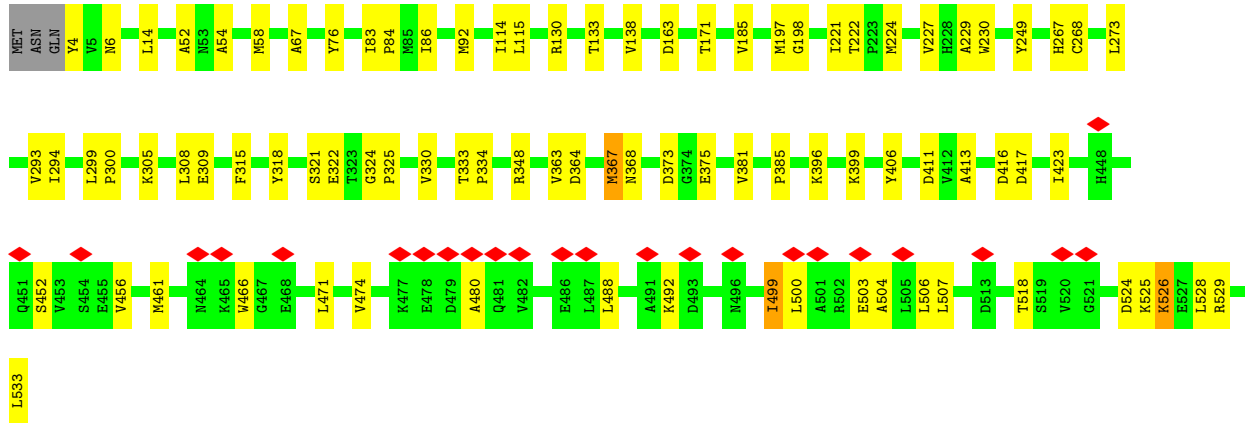 MET ASN GLN Y4 V5 N6 L14 A52 N53 A54 M58 A67 Y76 I83 P84 M85 I86 M92 I114 L115 R130 T133 V138 D163 T171 V185 M197 G198 I221 T222 P223 M224 V227 H228 A229 W230 Y249 H267 C268 L273
V293 I294 L299 P300 K305 L308 E309 F315 Y318 S321 E322 T323 G324 P325 V330 T333 P334 R348 V363 D364 M367 N368 D373 G374 E375 V381 P385 K396 K399 Y406 D411 V412 A413 D416 D417 I423 H448
Q451 S452 V453 S454 E455 V456 M461 N464 K465 W466 G467 E468 L471 V474 K477 E478 D479 A480 Q481 V482 E486 L487 L488 A491 K492 D493 N496 I499 L500 A501 R502 E503 A504 L505 L506 L507 D513 T518 S519 V520 G521 D524 K525 K526 E527 L528 R529
L533